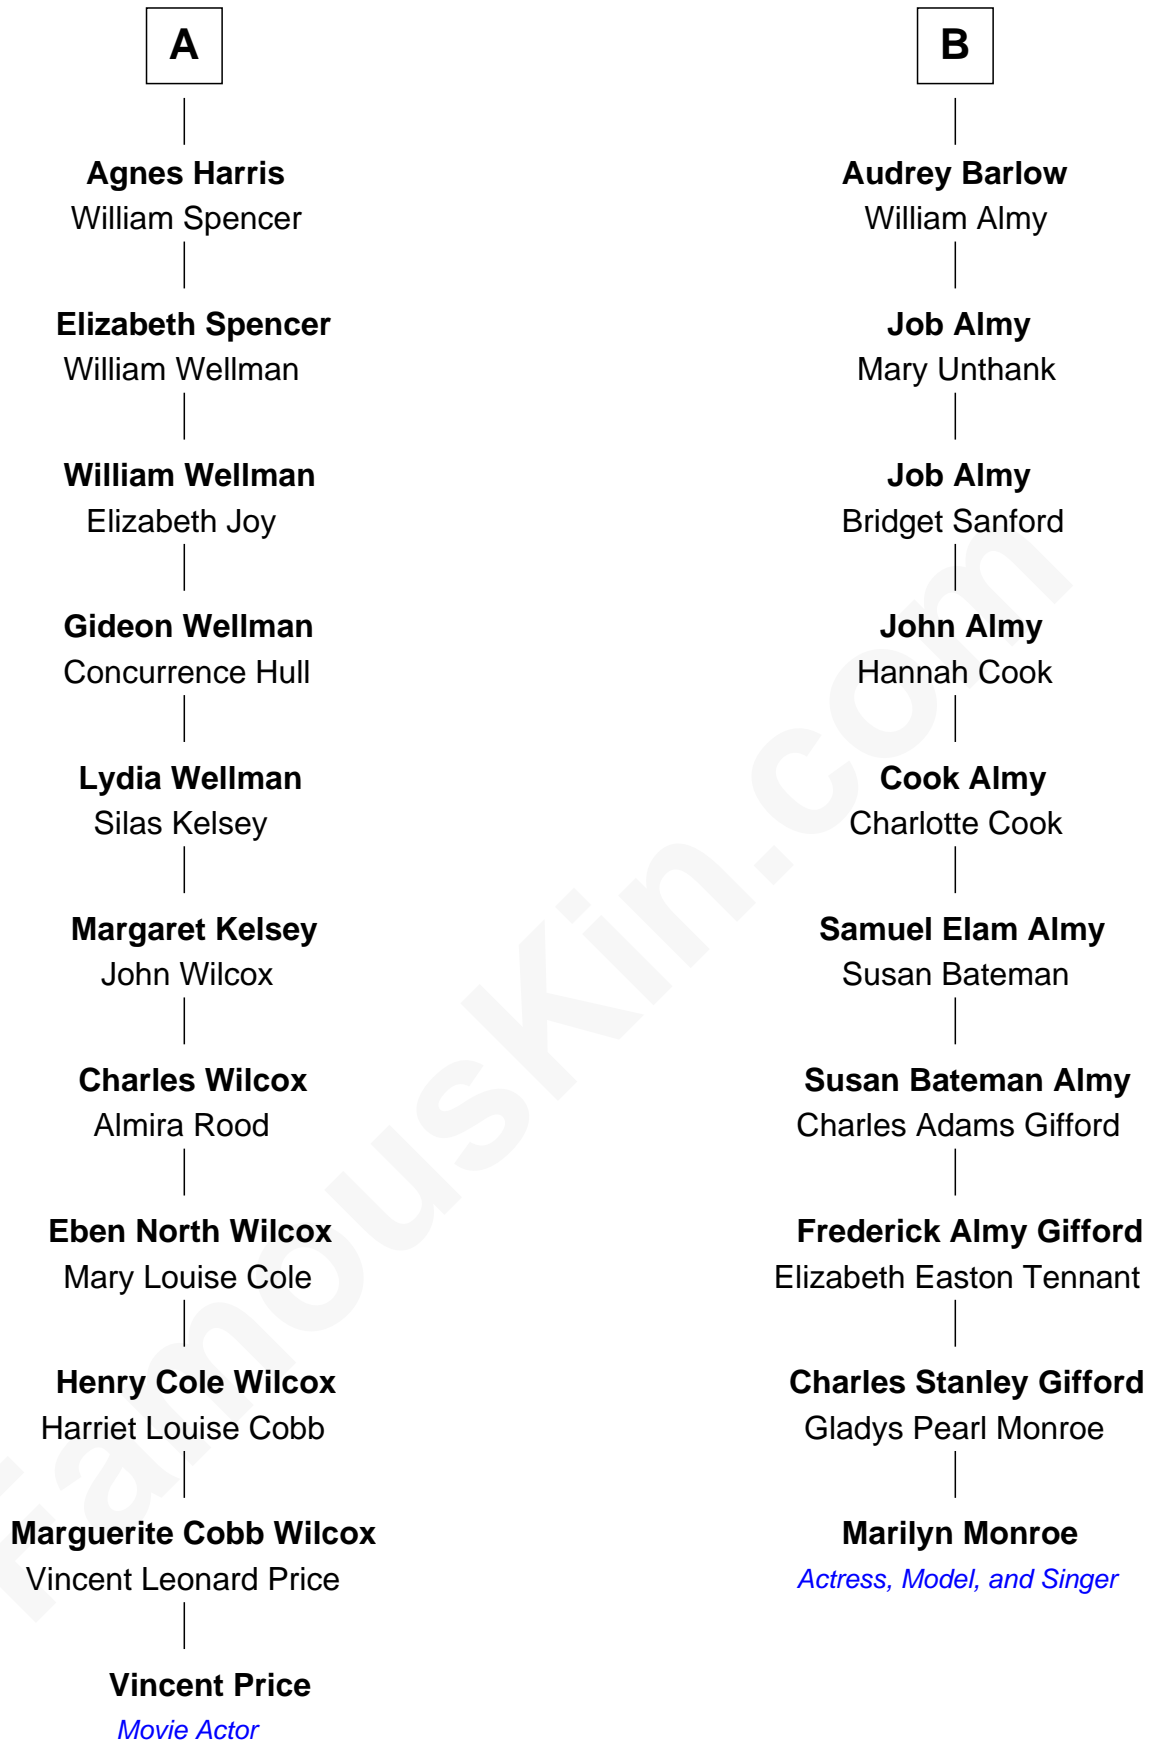 A
Agnes Harris
William Spencer
Elizabeth Spencer
William Wellman
William Wellman
Elizabeth Joy
Gideon Wellman
Concurrence Hull
Lydia Wellman
Silas Kelsey
Margaret Kelsey
John Wilcox
Charles Wilcox
Almira Rood
Eben North Wilcox
Mary Louise Cole
Henry Cole Wilcox
Harriet Louise Cobb
Marguerite Cobb Wilcox
Vincent Leonard Price
Vincent Price
Movie Actor
B
Audrey Barlow
William Almy
Job Almy
Mary Unthank
Job Almy
Bridget Sanford
John Almy
Hannah Cook
Cook Almy
Charlotte Cook
Samuel Elam Almy
Susan Bateman
Susan Bateman Almy
Charles Adams Gifford
Frederick Almy Gifford
Elizabeth Easton Tennant
Charles Stanley Gifford
Gladys Pearl Monroe
Marilyn Monroe
Actress, Model, and Singer
FamousKin.com